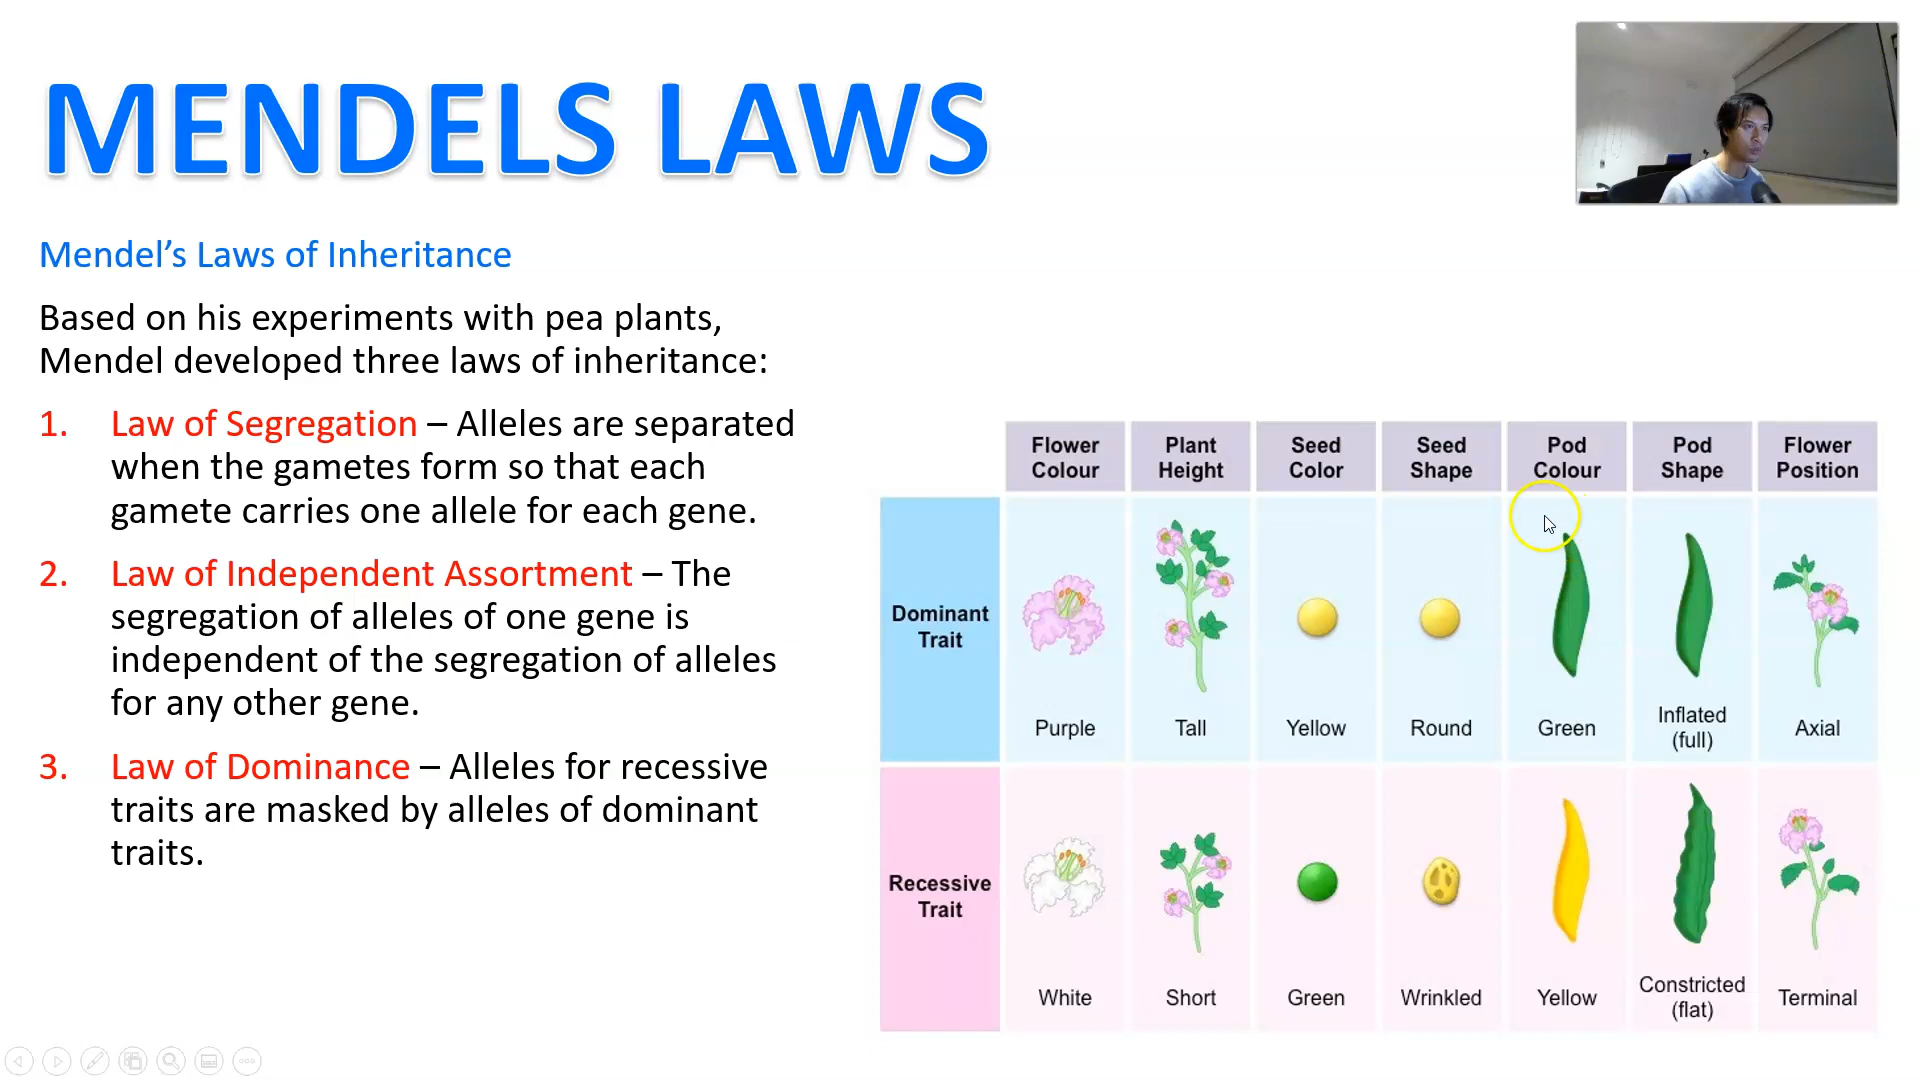 MENDELS LAWS
Mendel’s Laws of Inheritance
Based on his experiments with pea plants,
Mendel developed three laws of inheritance:
1. Law of Segregation – Alleles are separated
when the gametes form so that each
gamete carries one allele for each gene.
2. Law of Independent Assortment – The
segregation of alleles of one gene is
independent of the segregation of alleles
for any other gene.
3. Law of Dominance – Alleles for recessive
traits are masked by alleles of dominant
traits.
Flower Colour
Plant Height
Seed Color
Seed Shape
Pod Colour
Pod Shape
Flower Position
Dominant Trait
Purple
Tall
Yellow
Round
Green
Inflated (full)
Axial
Recessive Trait
White
Short
Green
Wrinkled
Yellow
Constricted (flat)
Terminal